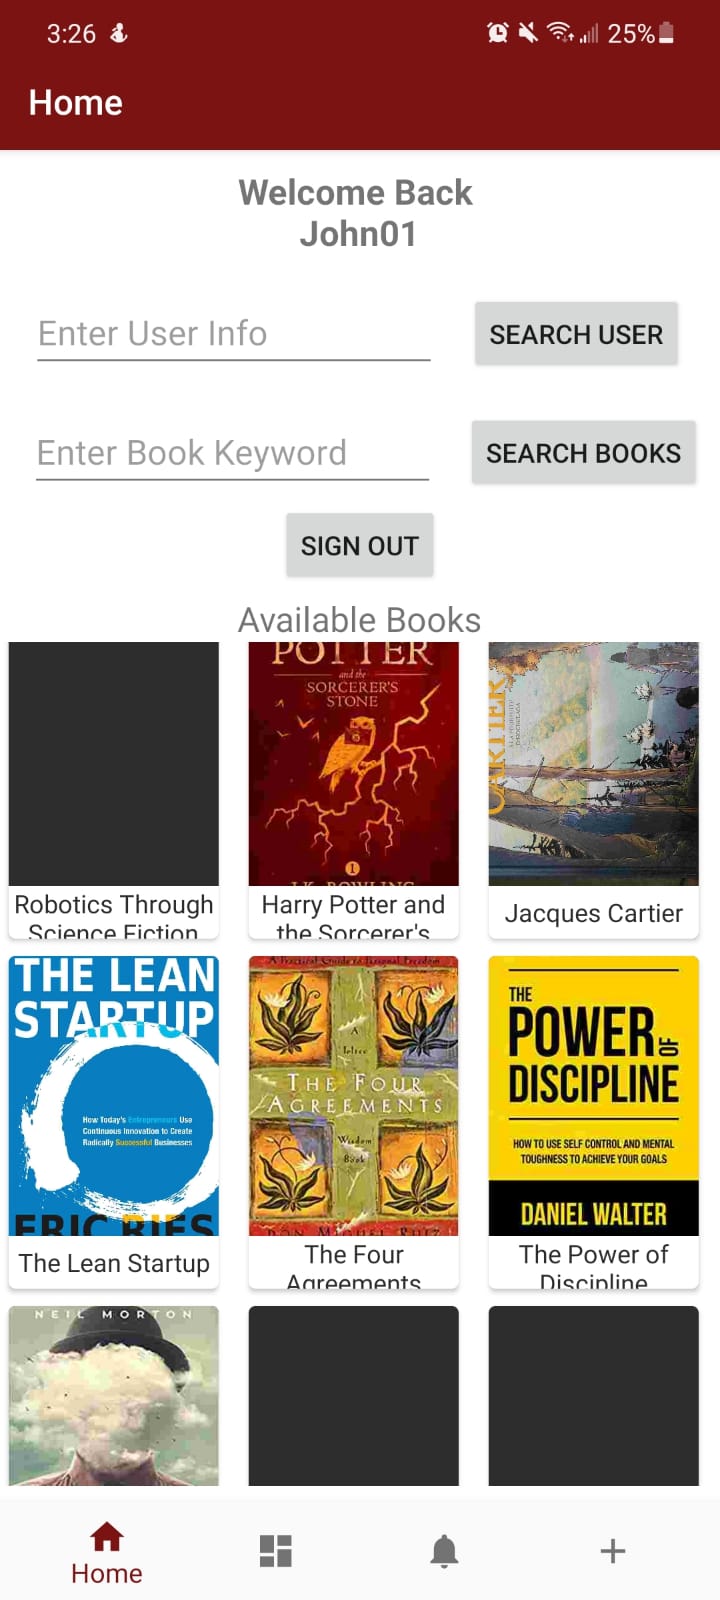 3:26
25%
Home
Welcome Back
John01
Enter User Info
SEARCH USER
Enter Book Keyword
SEARCH BOOKS
SIGN OUT
Available Books
POTTER
and the
SORCERER'S
STONE
1
J.K. ROWLING
CARTIER
Robotics Through
Science Fiction
Harry Potter and
the Sorcerer's
Jacques Cartier
THE LEAN
STARTUP
How Today's Entrepreneurs Use
Continuous Innovation to Create
Radically Successful Businesses
ERIC RIES
The Lean Startup
A Practical Guide to Personal Freedom
A
Toltec
THE FOUR
AGREEMENTS
Wisdom
Book
DON MIGUEL RUIZ
The Four
Agreements
THE
POWER OF
DISCIPLINE
HOW TO USE SELF CONTROL AND MENTAL
TOUGHNESS TO ACHIEVE YOUR GOALS
DANIEL WALTER
The Power of
Discipline
NEIL MORTON
Home